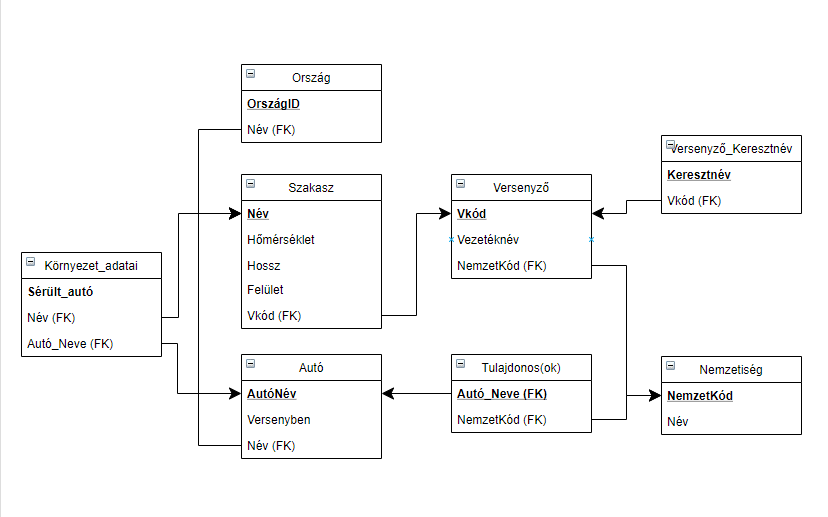 Ország
OrszágID
Név (FK)
Versenyző_Keresztnév
Keresztnév
Vkód (FK)
Szakasz
Név
Hőmérséklet
Hossz
Felület
Vkód (FK)
Versenyző
Vkód
Vezetéknév
NemzetKód (FK)
Környezet_adatai
Sérült_autó
Név (FK)
Autó_Neve (FK)
Autó
AutóNév
Versenyben
Név (FK)
Tulajdonos(ok)
Autó_Neve (FK)
NemzetKód (FK)
Nemzetiség
NemzetKód
Név